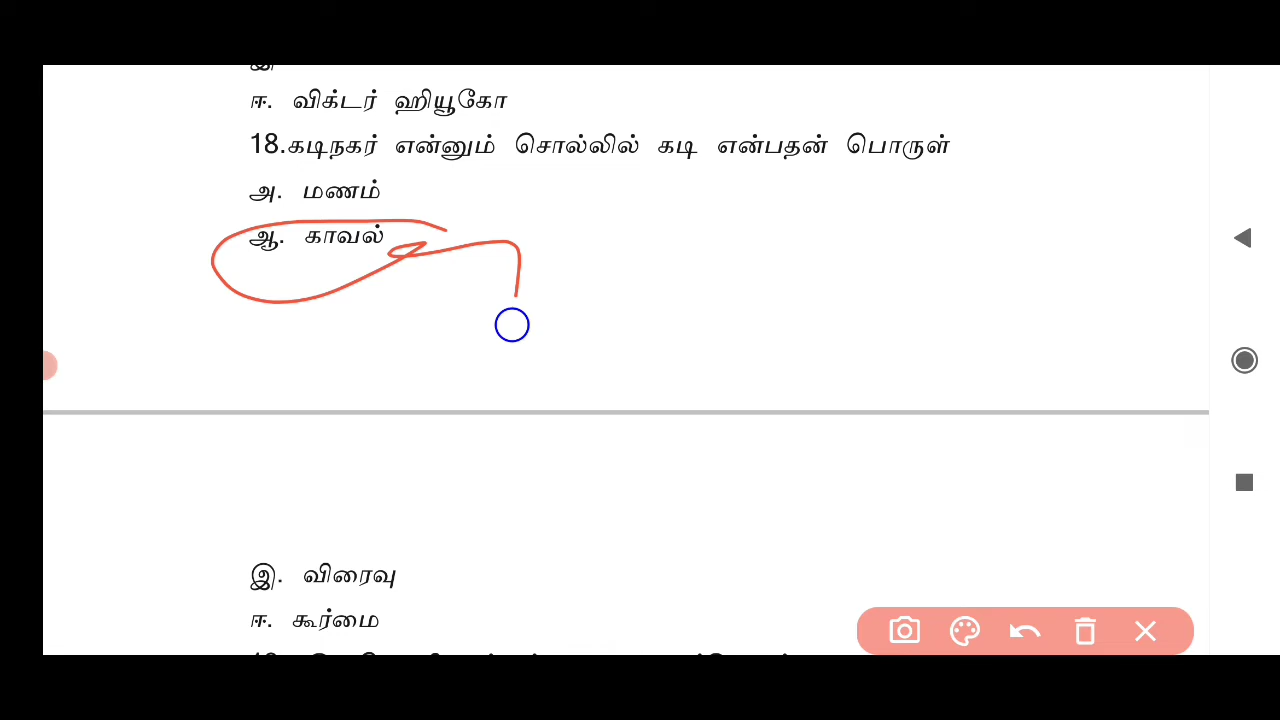 ஈ. விக்டர் ஹியூகோ
18.கடிநகர் என்னும் சொல்லில் கடி என்பதன் பொருள்
அ. மணம்
ஆ. காவல்
இ. விரைவு
ஈ. கூர்மை